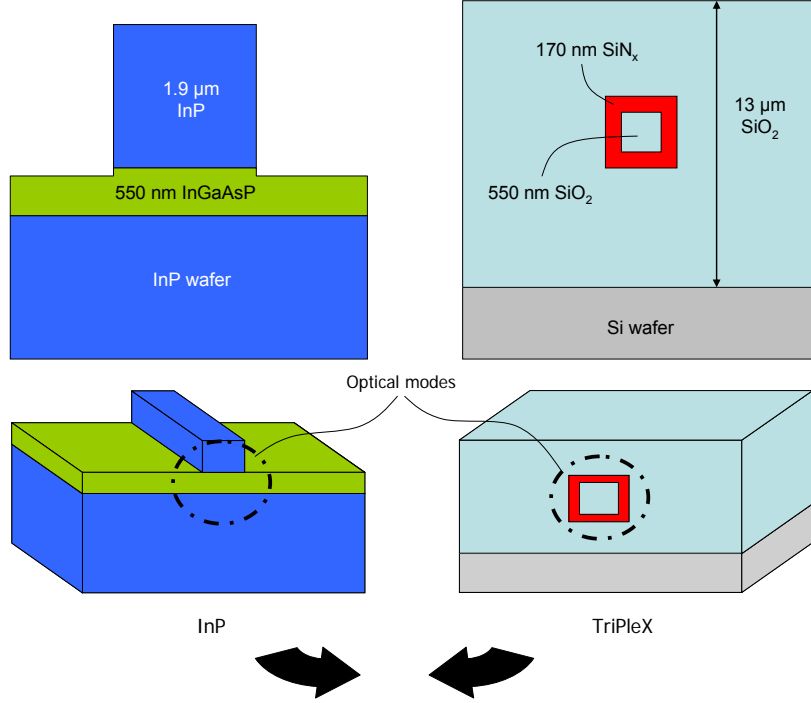 1.9 µm
InP
550 nm InGaAsP
InP wafer
170 nm SiNₓ
13 µm
SiO₂
550 nm SiO₂
Si wafer
Optical modes
InP
TriPleX